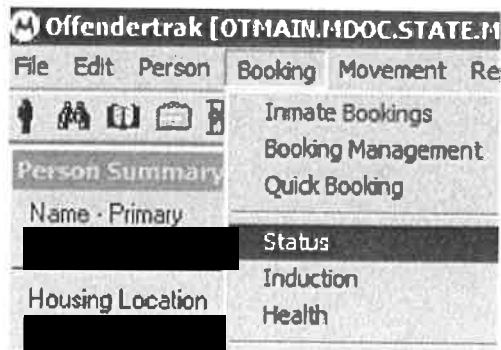 Offendertrak [OTMAIN.MDOC.STATE.M
File Edit Person Booking Movement Re
Inmate Bookings
Booking Management
Quick Booking
Person Summary
Name - Primary
Status
Induction
Housing Location
Health